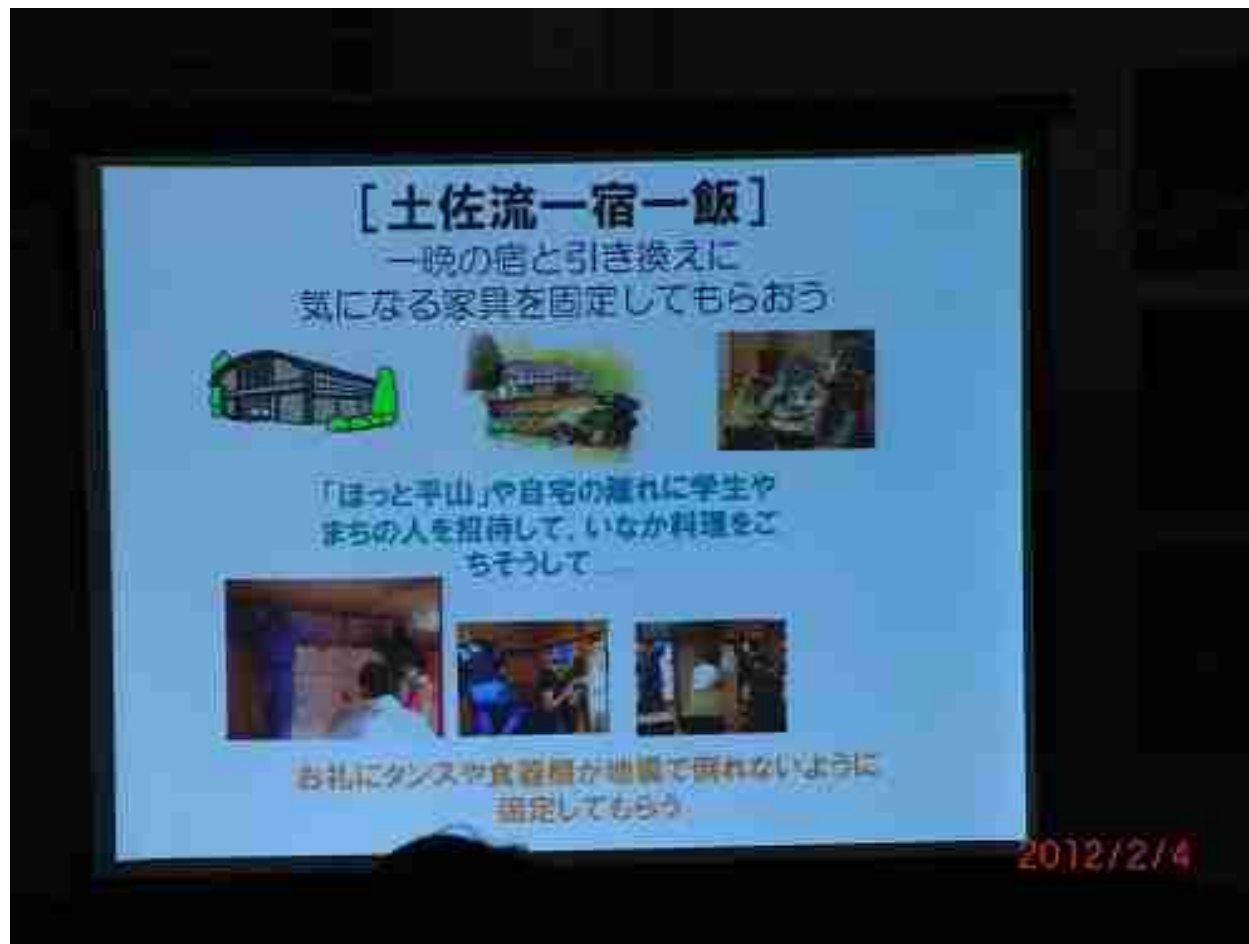 [土佐流一宿一飯]
一晩の宿と引き換えに
気になる家具を固定してもらおう
「ほっと平山」や自宅の離れに学生や
まちの人を招待して、いなか料理をご
ちそうして
お礼にタンスや食器棚が地震で倒れないように
固定してもらう
2012/2/4